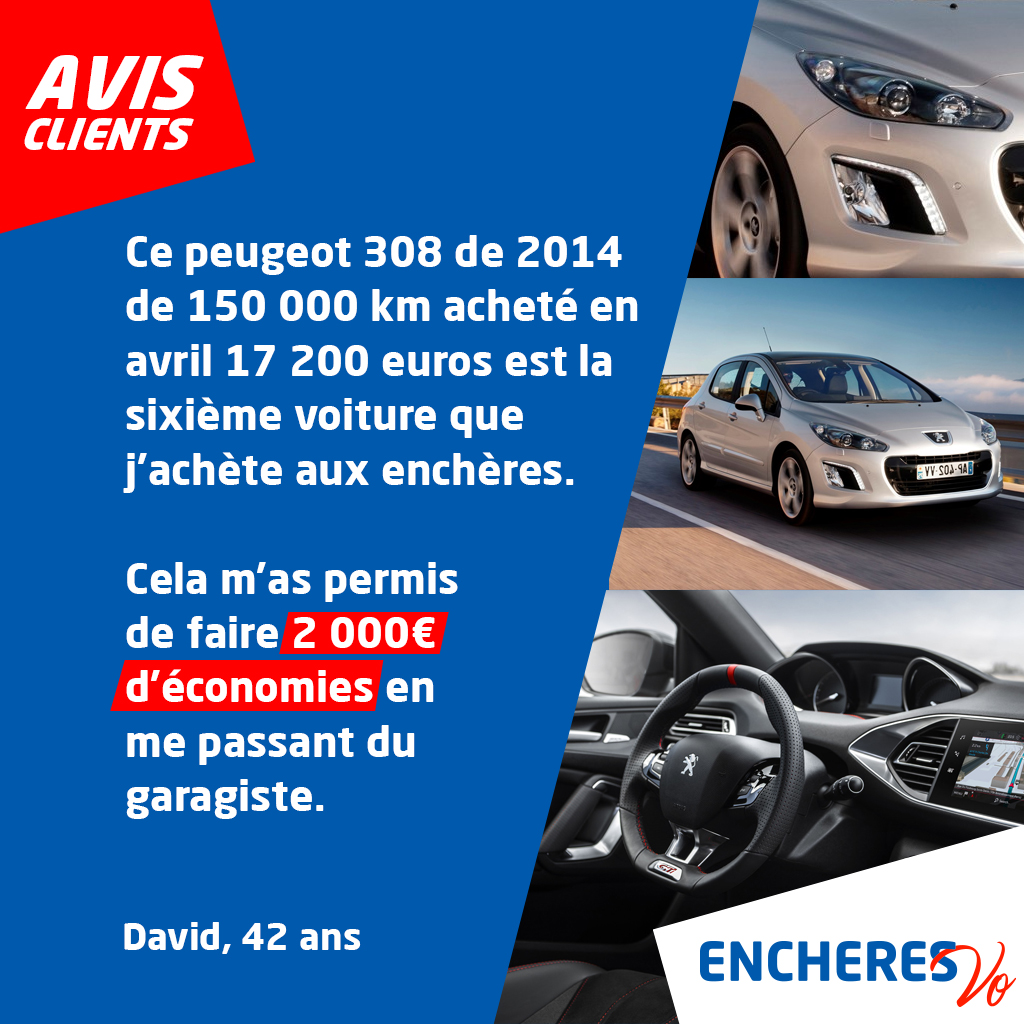 AVIS
CLIENTS
Ce peugeot 308 de 2014
de 150 000 km acheté en
avril 17 200 euros est la
sixième voiture que
j'achète aux enchères.
Cela m'as permis
de faire 2 000€
d'économies en
me passant du
garagiste.
David, 42 ans
ENCHERES Vo